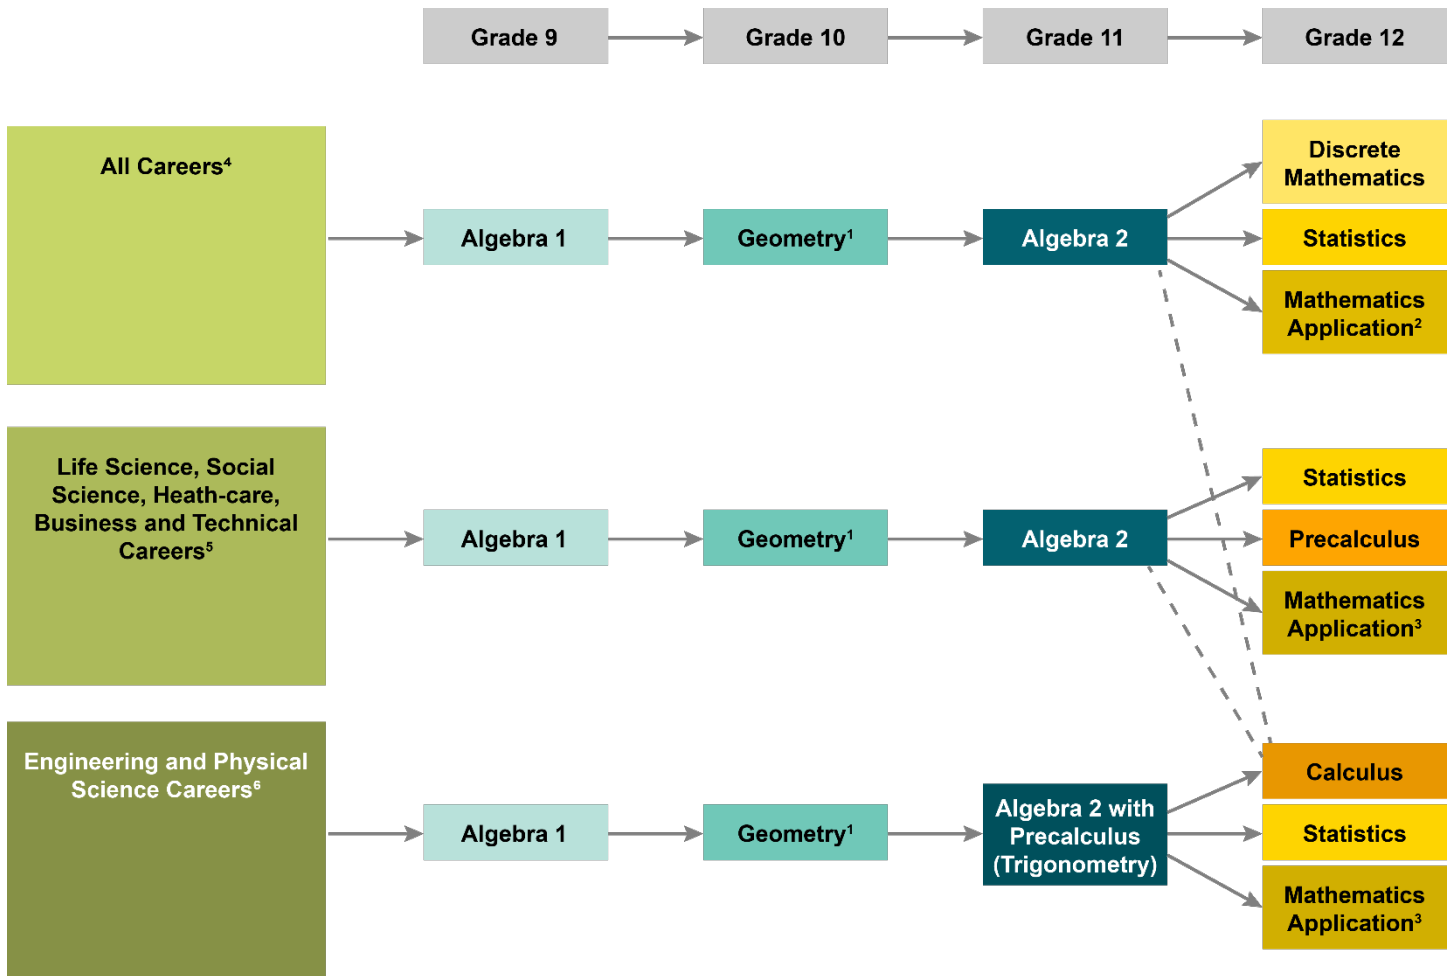 Grade 9
Grade 10
Grade 11
Grade 12
All Careers⁴
Algebra 1
Geometry¹
Algebra 2
Discrete
Mathematics
Statistics
Mathematics
Application²
Life Science, Social
Science, Heath-care,
Business and Technical
Careers⁵
Algebra 1
Geometry¹
Algebra 2
Statistics
Precalculus
Mathematics
Application³
Engineering and Physical
Science Careers⁶
Algebra 1
Geometry¹
Algebra 2 with
Precalculus
(Trigonometry)
Calculus
Statistics
Mathematics
Application³